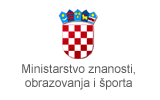 Ministarstvo znanosti,
obrazovanja i športa